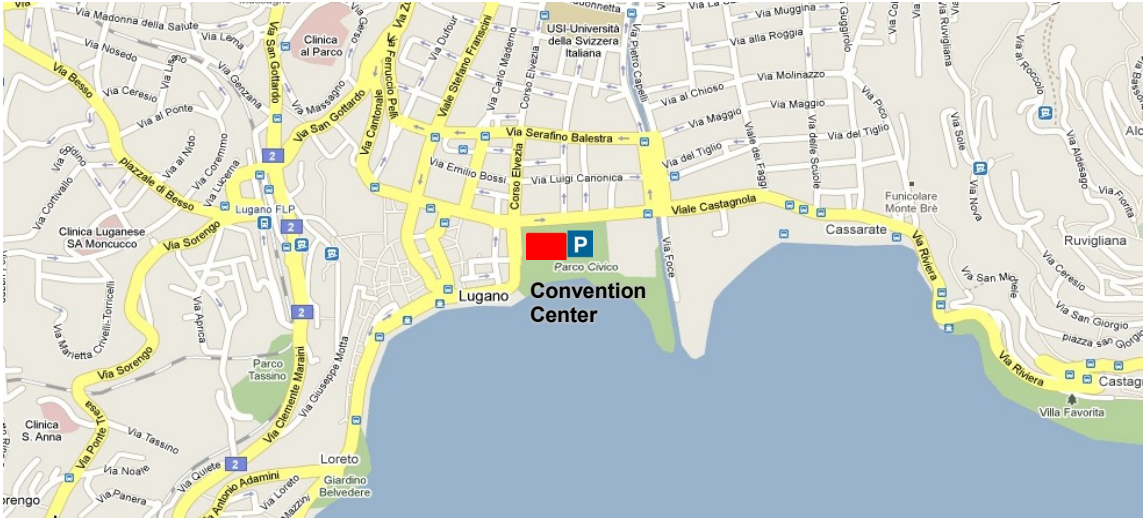 Via Madonna della Salute
Via Lerna
Via Nosedo
Via Besso
Via Ceresio
Via Genzana
Via San Gottardo
Via Massagno
Clinica
al Parco
Via al Ponte
Via al Nido
Via Coremmo
Via Lucerna
Via Cortivallo
piazzale di Besso
2
Lugano FLP
2
Clinica Luganese
SA Moncucco
Via Sorengo
Via San Gottardo
Via Cantonale
Via Ferruccio Pelli
Via Dufour
Viale Stefano Franscini
Via Carlo Maderno
Corso Elvezia
USI-Università
della Svizzera
Italiana
Via Pietro Capelli
Via Muggina
Via alla Roggia
Via Molinazzo
Via al Chioso
Via Maggio
Via Maggio
Via Pico
Via del Tiglio
Via del Tiglio
Viale dei Faggi
Via delle Scuole
Via Serafino Balestra
Via Emilio Bossi
Corso Elvezia
Via Luigi Canonica
Viale Castagnola
Via Foce
P
Parco Civico
Lugano
Convention
Center
Cassarate
Funicolare
Monte Brè
Via Ruvigliana
Via al Roccolo
Via Sole
Via Nova
Via Aldesago
Via Fiorita
Ruvigliana
Via Ceresio
Via San Michele
Via San Giorgio
piazza san Giorgio
Via Riviera
Via Riviera
Villa Favorita
2
Via Aprica
Via Marietta Crivelli-Torricelli
Via Sorengo
Parco
Tassino
Via Giuseppe Motta
Via Clemente Maraini
Clinica
S. Anna
Via Ponte Tresa
Via Tassino
Via Noale
Via Panera
Via Quiete
2
Via Antonio Adamini
Via Loreto
Loreto
Giardino
Belvedere